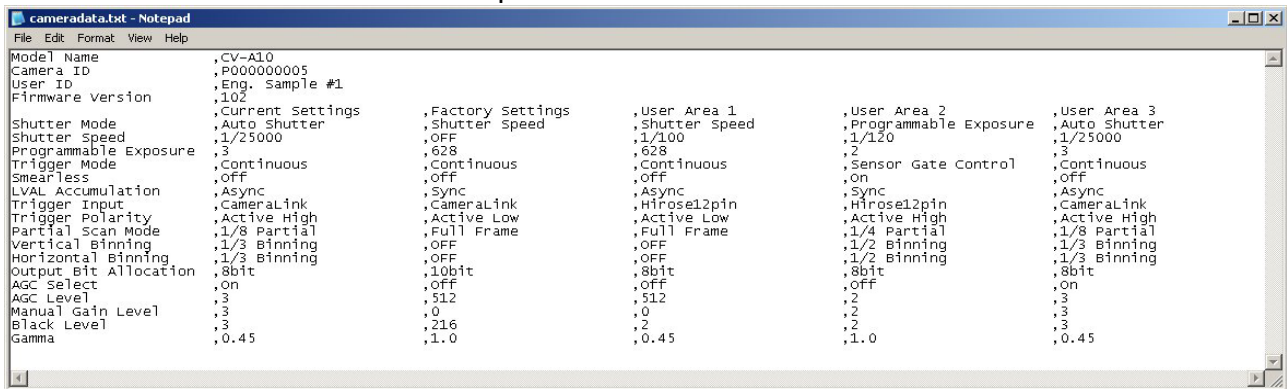 cameradata.txt - Notepad
File Edit Format View Help
Model Name ,CV-A10
Camera ID ,P000000005
User ID ,Eng. Sample #1
Firmware Version ,102
,Current Settings ,Factory Settings ,User Area 1 ,User Area 2 ,User Area 3
Shutter Mode ,Auto Shutter ,Shutter Speed ,Shutter Speed ,Programmable Exposure ,Auto Shutter
Shutter Speed ,1/25000 ,OFF ,1/100 ,1/120 ,1/25000
Programmable Exposure ,3 ,628 ,628 ,2 ,3
Trigger Mode ,Continuous ,Continuous ,Continuous ,Sensor Gate Control ,Continuous
Smearless ,Off ,Off ,Off ,On ,Off
LVAL Accumulation ,Async ,Sync ,Async ,Sync ,Async
Trigger Input ,CameraLink ,CameraLink ,Hirose12pin ,Hirose12pin ,CameraLink
Trigger Polarity ,Active High ,Active Low ,Active Low ,Active High ,Active High
Partial Scan Mode ,1/8 Partial ,Full Frame ,Full Frame ,1/4 Partial ,1/8 Partial
Vertical Binning ,1/3 Binning ,OFF ,OFF ,1/2 Binning ,1/3 Binning
Horizontal Binning ,1/3 Binning ,OFF ,OFF ,1/2 Binning ,1/3 Binning
Output Bit Allocation ,8bit ,10bit ,8bit ,8bit ,8bit
AGC Select ,On ,Off ,Off ,Off ,On
AGC Level ,3 ,512 ,512 ,2 ,3
Manual Gain Level ,3 ,0 ,0 ,2 ,3
Black Level ,3 ,216 ,2 ,2 ,3
Gamma ,0.45 ,1.0 ,0.45 ,1.0 ,0.45